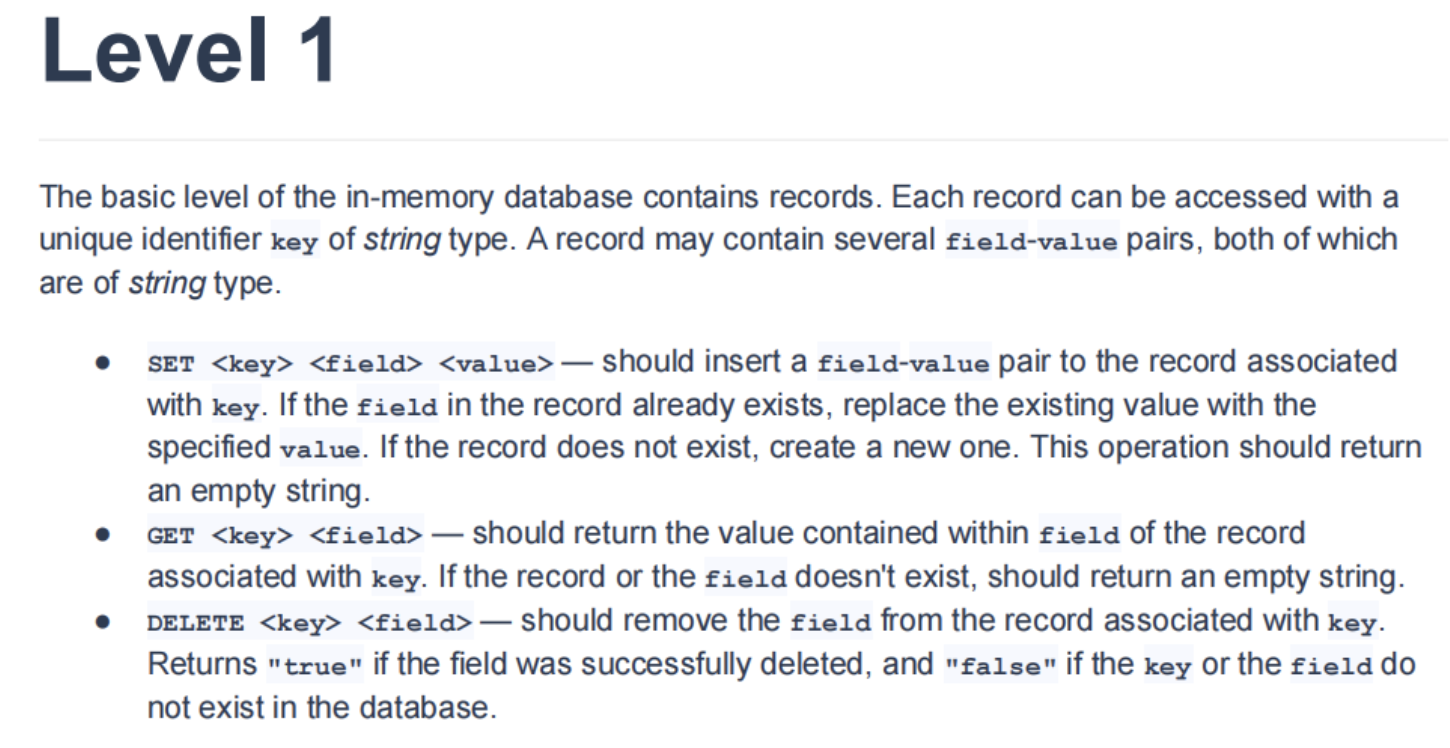 Level 1
The basic level of the in-memory database contains records. Each record can be accessed with a
unique identifier key of string type. A record may contain several field-value pairs, both of which
are of string type.
● SET <key> <field> <value> — should insert a field-value pair to the record associated
with key. If the field in the record already exists, replace the existing value with the
specified value. If the record does not exist, create a new one. This operation should return
an empty string.
● GET <key> <field> — should return the value contained within field of the record
associated with key. If the record or the field doesn't exist, should return an empty string.
● DELETE <key> <field> — should remove the field from the record associated with key.
Returns "true" if the field was successfully deleted, and "false" if the key or the field do
not exist in the database.